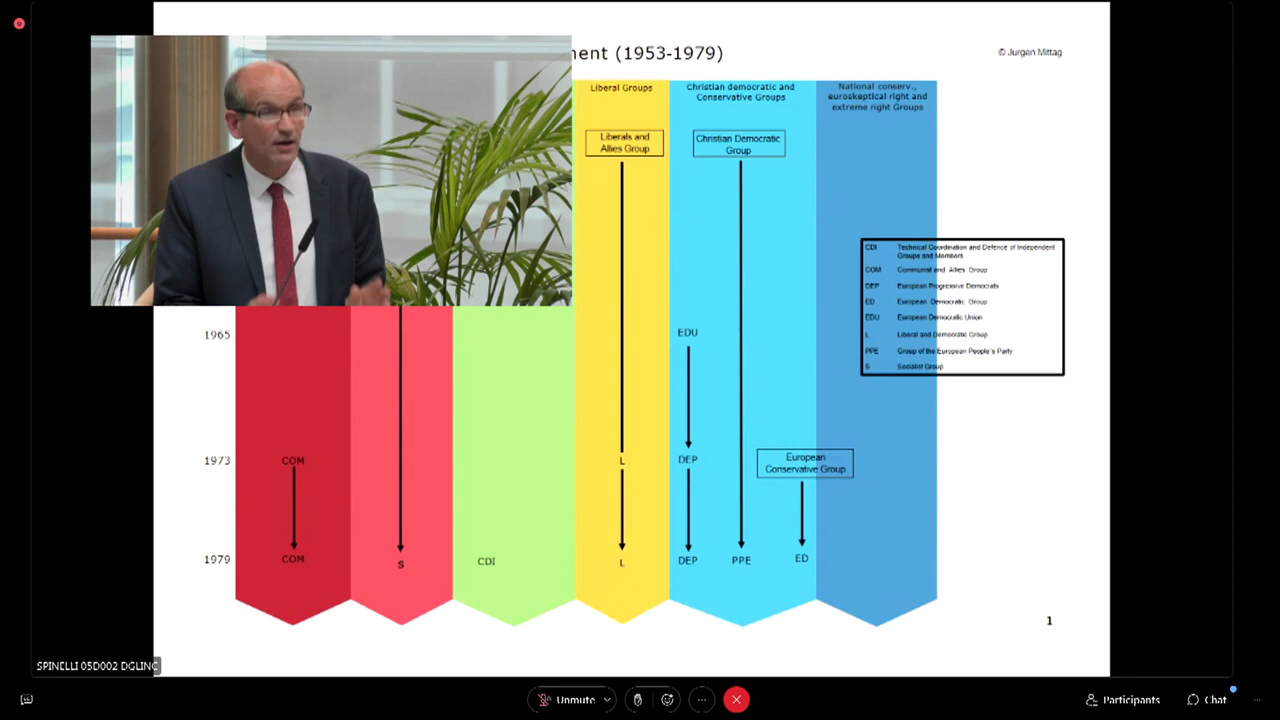 ment (1953-1979)
© Jurgen Mittag
Liberal Groups
Christian democratic and
Conservative Groups
National conserv.,
euroskeptical right and
extreme right Groups
Liberals and
Allies Group
Christian Democratic
Group
CDI Technical Coordination and Defence of Independent
Groups and Members
COM Communist and Allies Group
DEP European Progressive Democrats
ED European Democratic Group
EDU European Democratic Union
L Liberal and Democratic Group
PPE Group of the European People's Party
S Socialist Group
1965
EDU
1973
COM
L
DEP
European
Conservative Group
1979
COM
S
CDI
L
DEP
PPE
ED
1
SPINELLI 05D002 DGLINC
Unmute
Participants
Chat